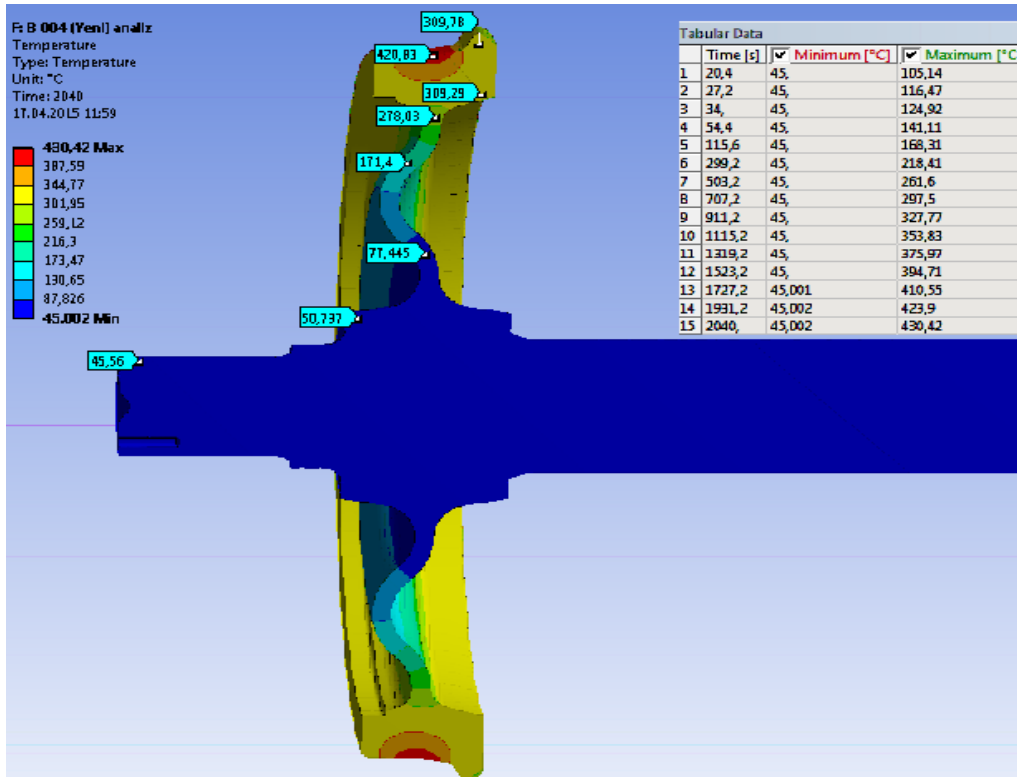 F: B 004 (Yeni) analiz
Temperature
Type: Temperature
Unit: °C
Time: 2040
17.04.2015 11:59
430,42 Max
387,59
344,77
301,95
259,12
216,3
173,47
130,65
87,826
45,002 Min
309,78
420,83
309,29
278,03
171,4
77,445
50,737
45,56
Tabular Data
Time [s] Minimum [°C] Maximum [°C
1 20,4 45, 105,14
2 27,2 45, 116,47
3 34, 45, 124,92
4 54,4 45, 141,11
5 115,6 45, 168,31
6 299,2 45, 218,41
7 503,2 45, 261,6
8 707,2 45, 297,5
9 911,2 45, 327,77
10 1115,2 45, 353,83
11 1319,2 45, 375,97
12 1523,2 45, 394,71
13 1727,2 45,001 410,55
14 1931,2 45,002 423,9
15 2040, 45,002 430,42